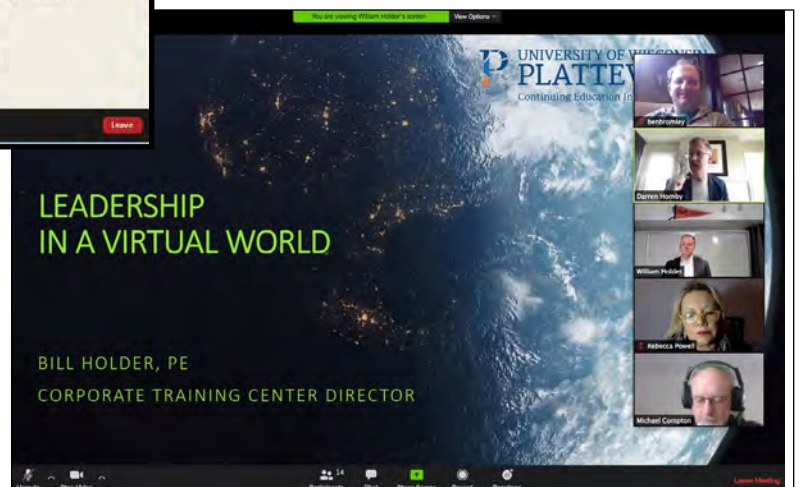 Leave
You are viewing William Holder's screen
View Options
UNIVERSITY OF WISCONSIN
PLATTEV
Continuing Education
benbromley
Darren Hornby
William Holder
Rebecca Powell
Michael Compton
LEADERSHIP
IN A VIRTUAL WORLD
BILL HOLDER, PE
CORPORATE TRAINING CENTER DIRECTOR
14
Leave Meeting